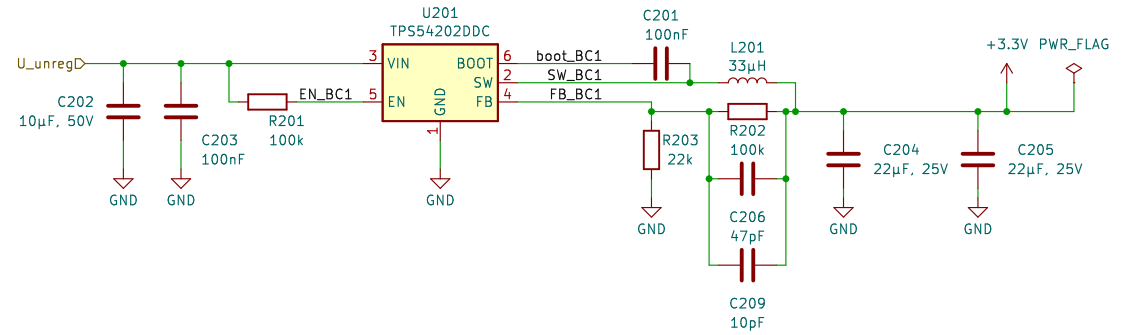 U201
TPS54202DDC
C201
100nF
L201
33µH
+3.3V PWR_FLAG
U_unreg
3
VIN
BOOT
6
boot_BC1
SW
2
SW_BC1
C202
10µF, 50V
EN_BC1
5
EN
GND
FB
4
FB_BC1
R201
100k
1
R203
22k
R202
100k
C203
100nF
C204
22µF, 25V
C205
22µF, 25V
GND
GND
GND
GND
GND
GND
C206
47pF
C209
10pF